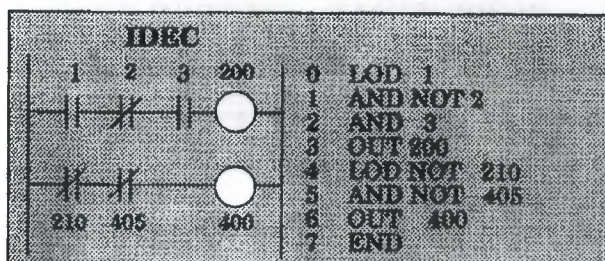 IDEC
1 2 3 200
210 405 400
0 LOD 1
1 AND NOT 2
2 AND 3
3 OUT 200
4 LOD NOT 210
5 AND NOT 405
6 OUT 400
7 END